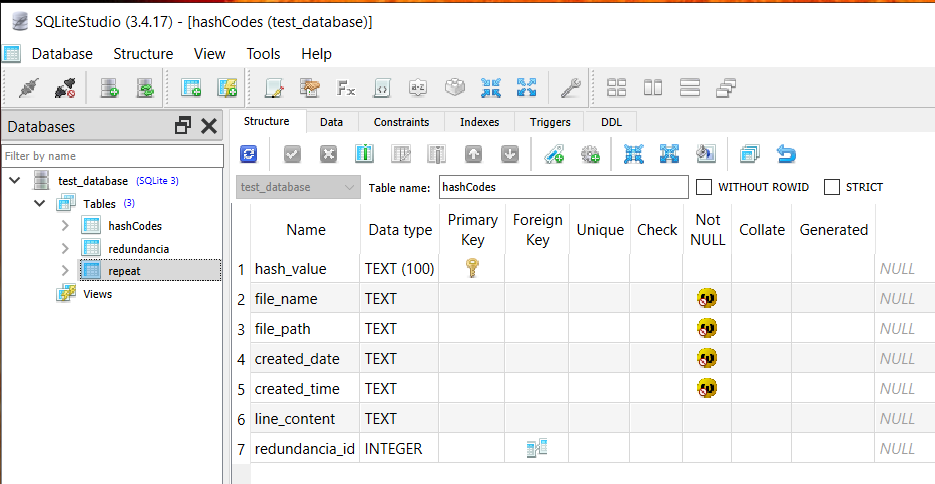 SQLiteStudio (3.4.17) - [hashCodes (test_database)]
Database Structure View Tools Help
Databases
Filter by name
test_database (SQLite 3)
Tables (3)
hashCodes
redundancia
repeat
Views
Structure Data Constraints Indexes Triggers DDL
test_database Table name: hashCodes WITHOUT ROWID STRICT
Name Data type Primary Key Foreign Key Unique Check Not NULL Collate Generated
1 hash_value TEXT (100) NULL
2 file_name TEXT NULL
3 file_path TEXT NULL
4 created_date TEXT NULL
5 created_time TEXT NULL
6 line_content TEXT NULL
7 redundancia_id INTEGER NULL